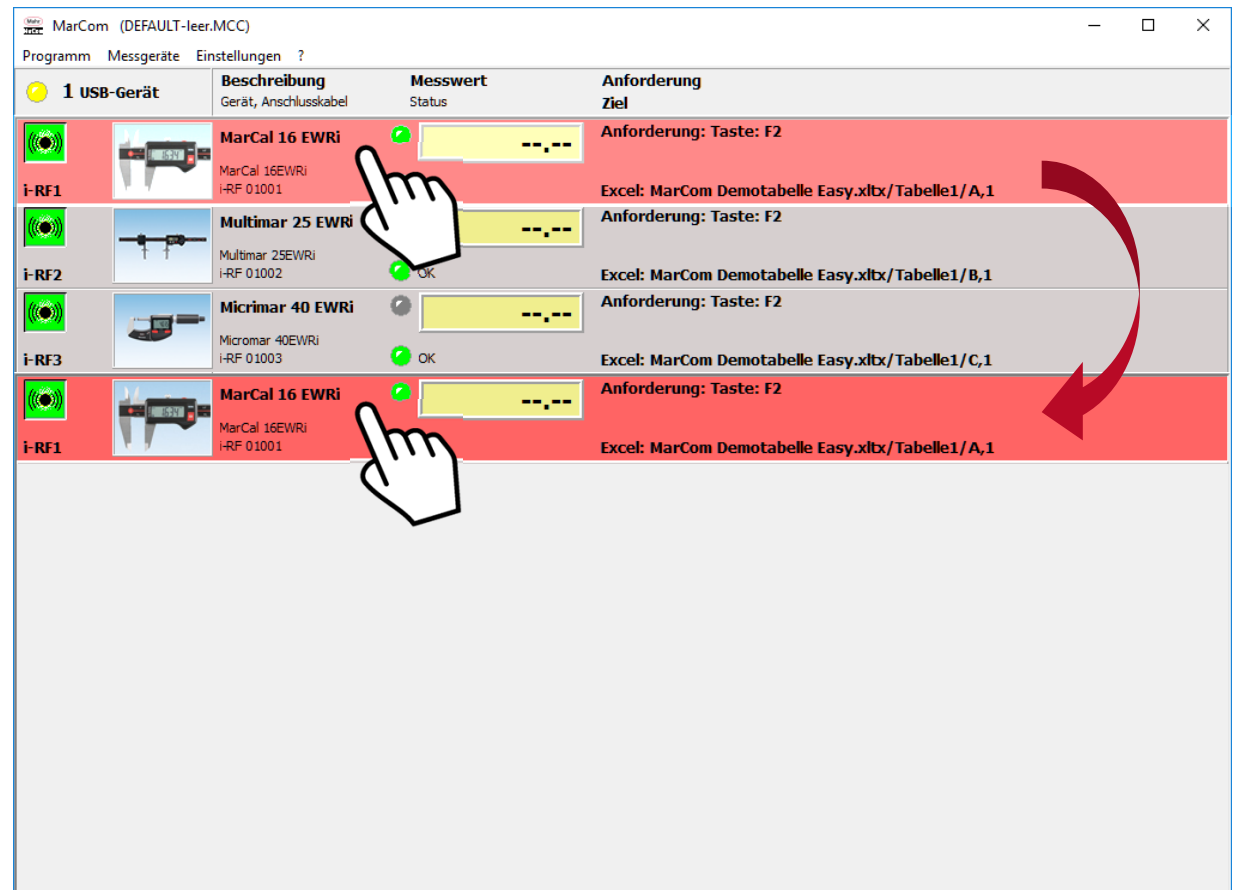 MarCom (DEFAULT-leer.MCC)
Programm Messgeräte Einstellungen ?
1 USB-Gerät
Beschreibung
Gerät, Anschlusskabel
Messwert
Status
Anforderung
Ziel
i-RF1
MarCal 16 EWRi
MarCal 16EWRi
i-RF 01001
--.--
Anforderung: Taste: F2
Excel: MarCom Demotabelle Easy.xltx/Tabelle1/A,1
i-RF2
Multimar 25 EWRi
Multimar 25EWRi
i-RF 01002
--.--
OK
Anforderung: Taste: F2
Excel: MarCom Demotabelle Easy.xltx/Tabelle1/B,1
i-RF3
Micrimar 40 EWRi
Micromar 40EWRi
i-RF 01003
--.--
OK
Anforderung: Taste: F2
Excel: MarCom Demotabelle Easy.xltx/Tabelle1/C,1
i-RF1
MarCal 16 EWRi
MarCal 16EWRi
i-RF 01001
--.--
Anforderung: Taste: F2
Excel: MarCom Demotabelle Easy.xltx/Tabelle1/A,1